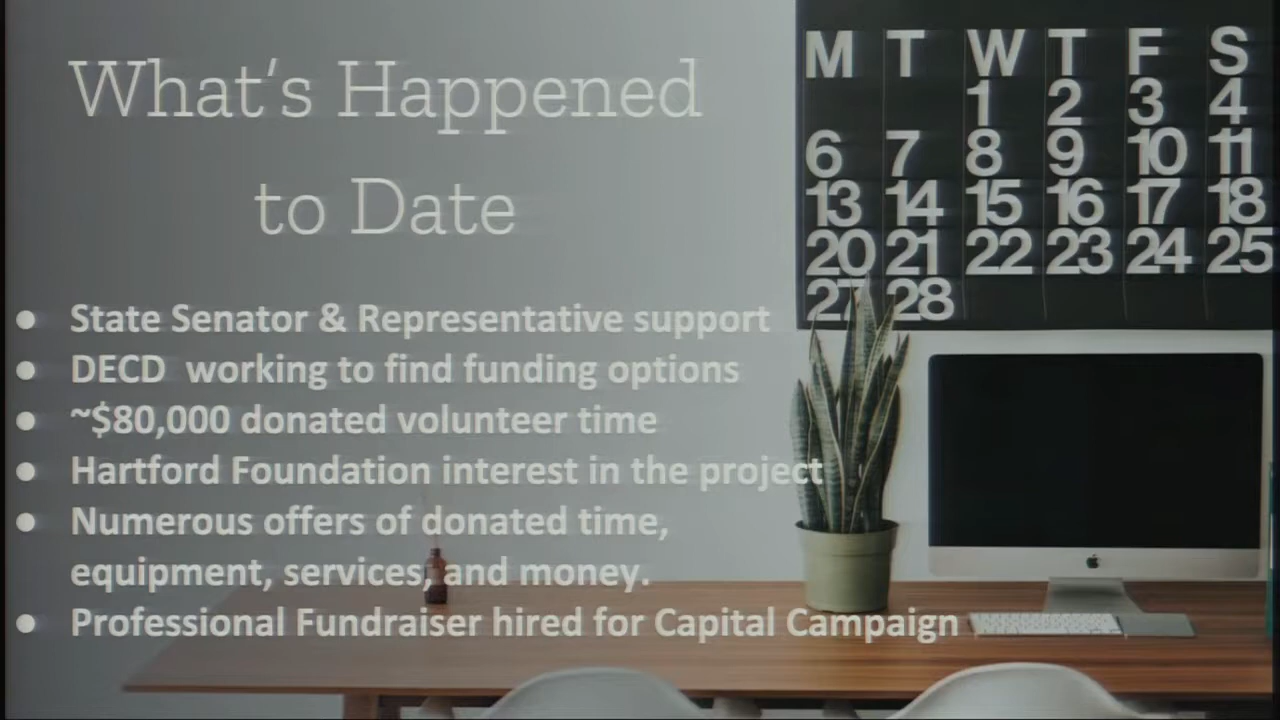 What's Happened
to Date
● State Senator & Representative support
● DECD working to find funding options
● ~$80,000 donated volunteer time
● Hartford Foundation interest in the project
● Numerous offers of donated time,
equipment, services, and money.
● Professional Fundraiser hired for Capital Campaign
M T W T F S
1 2 3 4
6 7 8 9 10 11
13 14 15 16 17 18
20 21 22 23 24 25
27 28